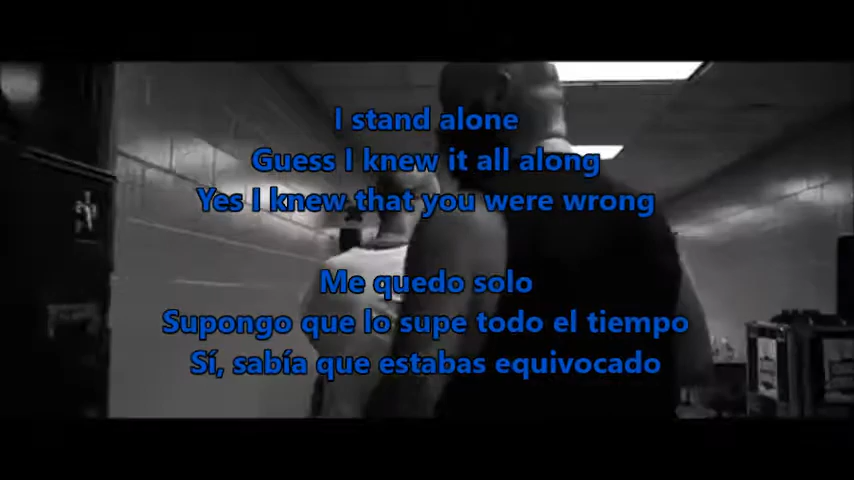 I stand alone
Guess I knew it all along
Yes I knew that you were wrong
Me quedo solo
Supongo que lo supe todo el tiempo
Sí, sabía que estabas equivocado